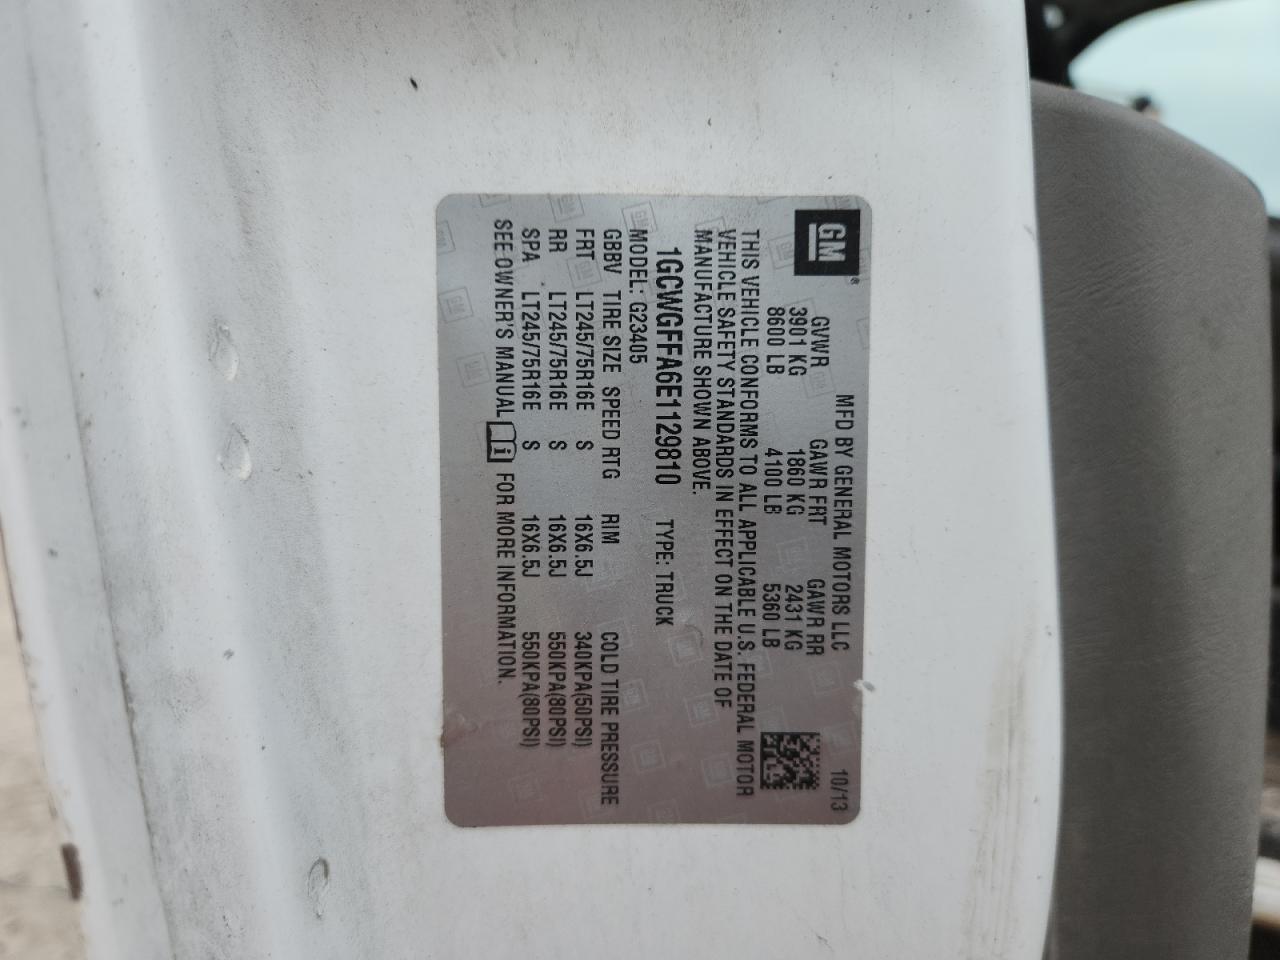 GM®
MFD BY GENERAL MOTORS LLC 10/13
GVWR GAWR FRT GAWR RR
3901 KG 1860 KG 2431 KG
8600 LB 4100 LB 5360 LB
THIS VEHICLE CONFORMS TO ALL APPLICABLE U.S. FEDERAL MOTOR
VEHICLE SAFETY STANDARDS IN EFFECT ON THE DATE OF
MANUFACTURE SHOWN ABOVE.
1GCWGFFA6E1129810 TYPE: TRUCK
MODEL: G23405
GBBV TIRE SIZE SPEED RTG RIM COLD TIRE PRESSURE
FRT LT245/75R16E S 16X6.5J 340KPA(50PSI)
RR LT245/75R16E S 16X6.5J 550KPA(80PSI)
SPA LT245/75R16E S 16X6.5J 550KPA(80PSI)
SEE OWNER'S MANUAL i FOR MORE INFORMATION.